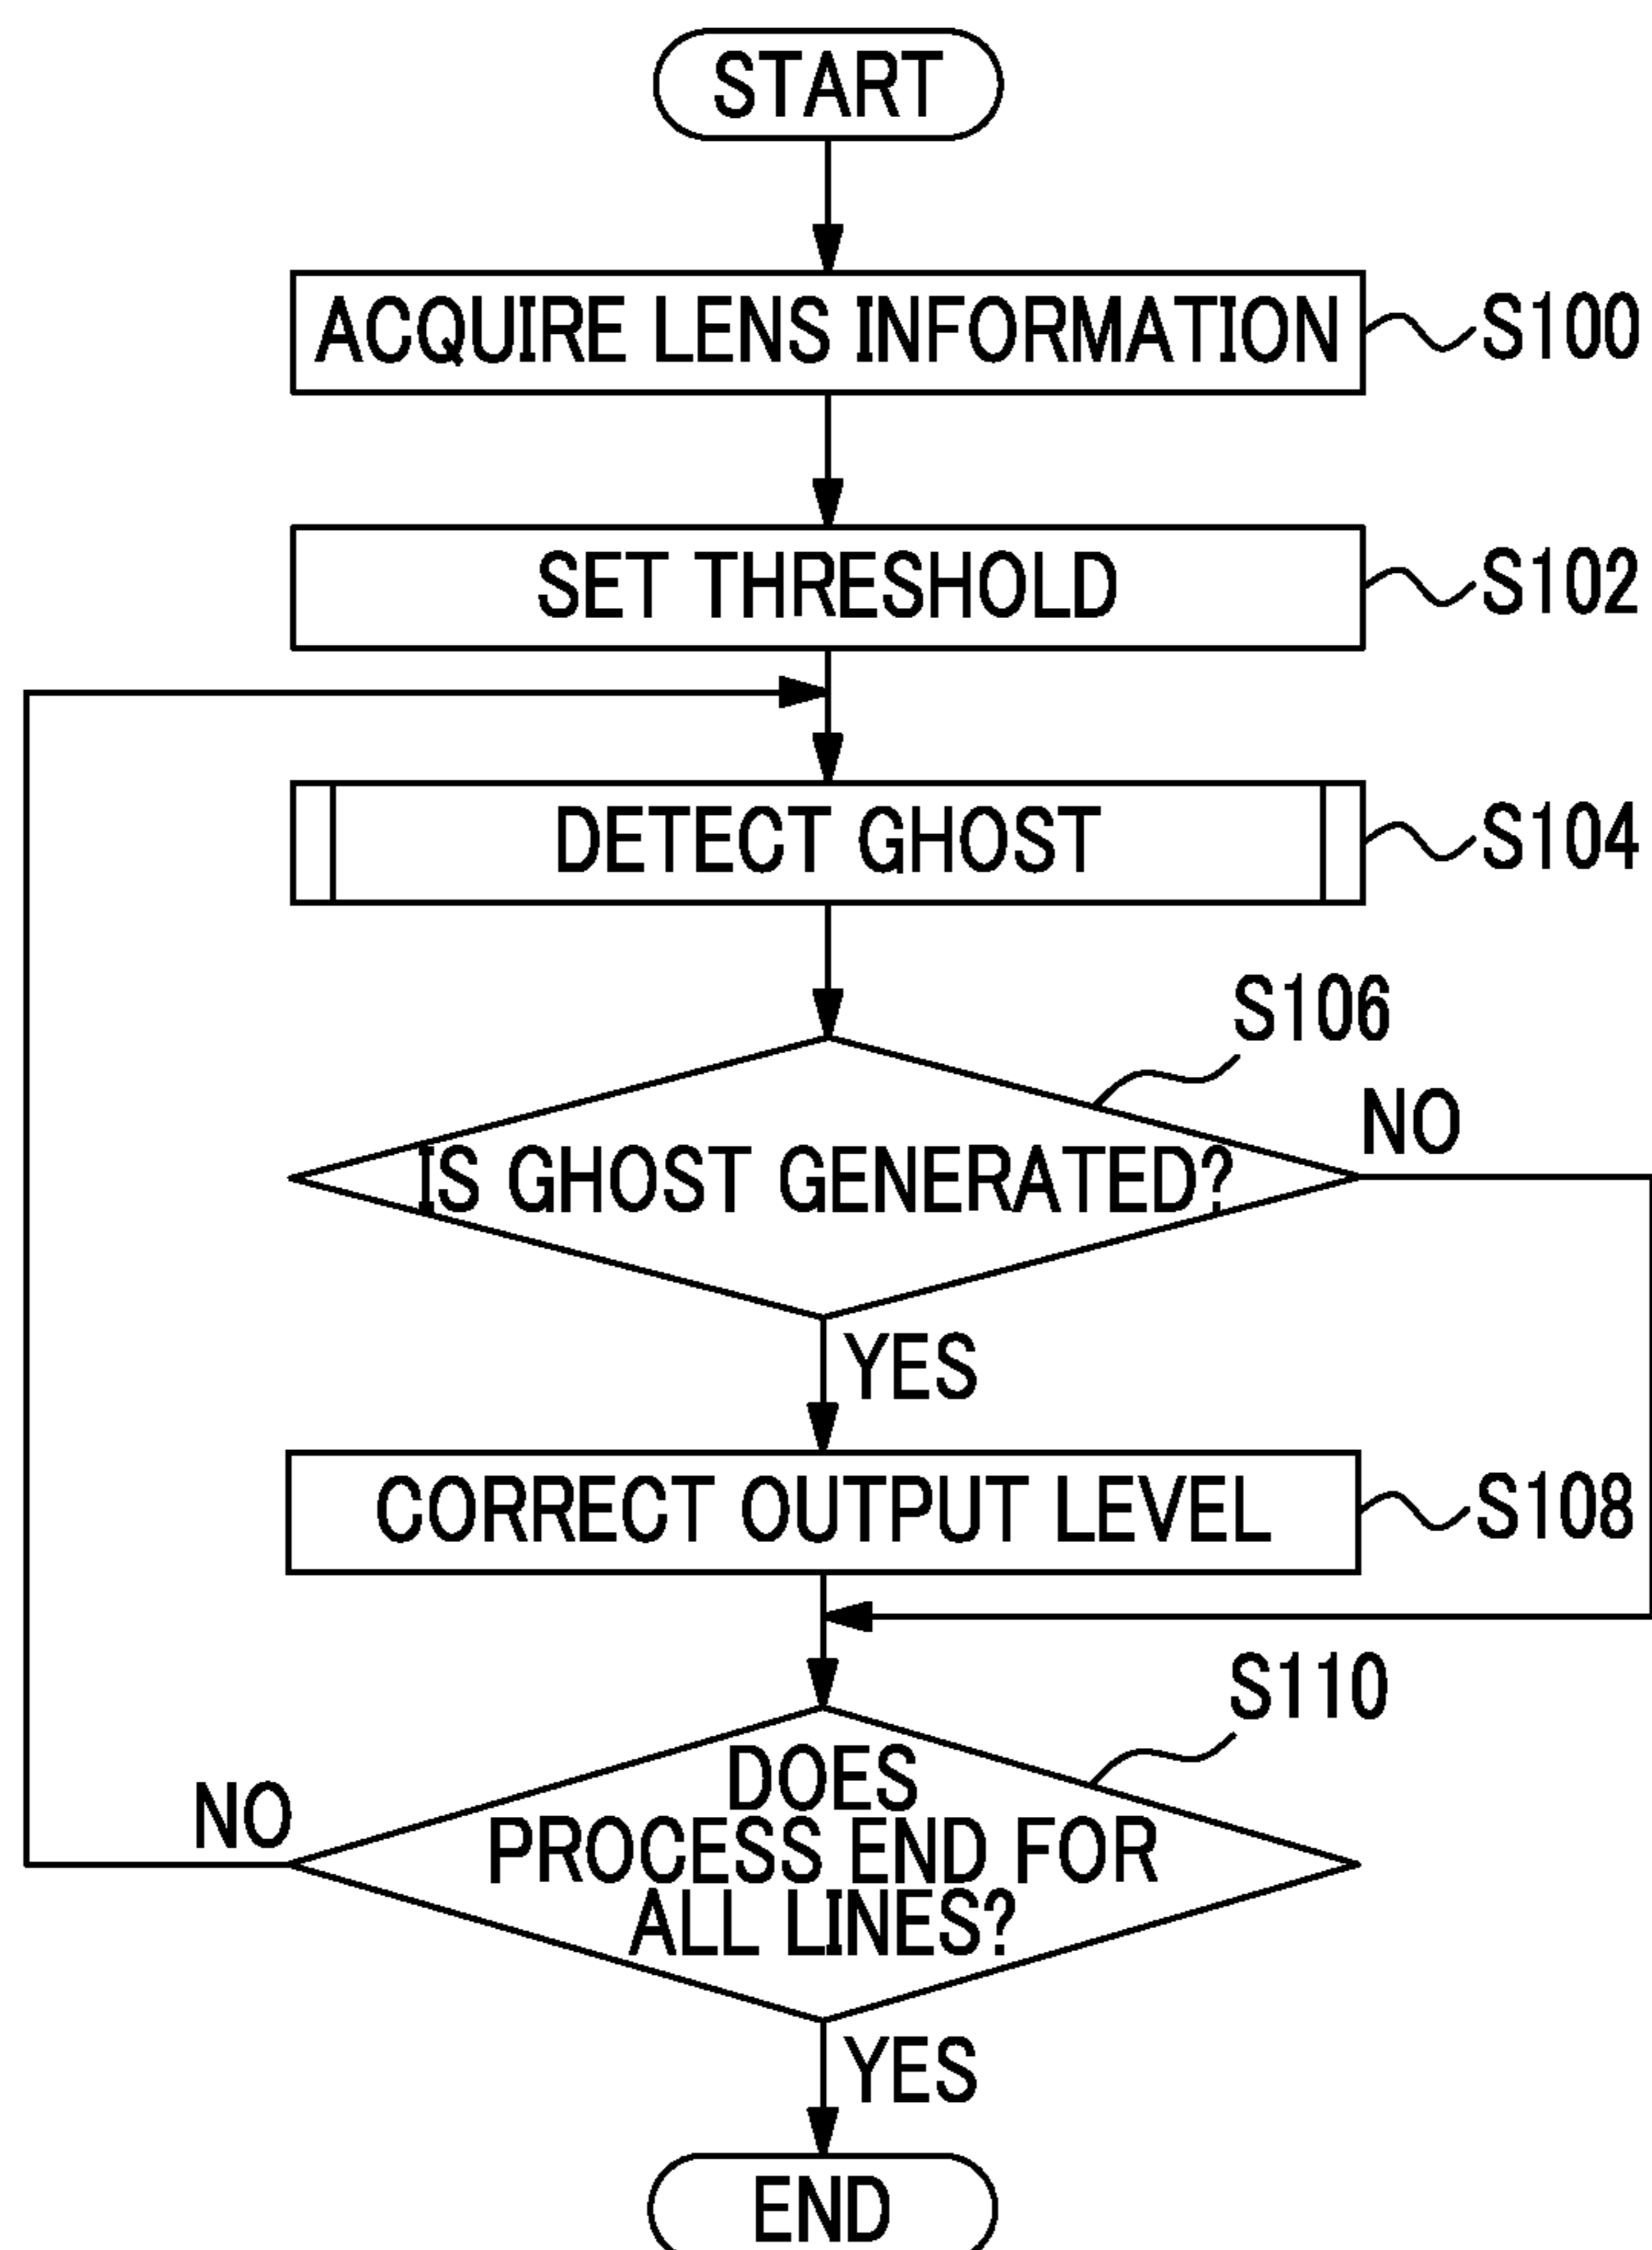 START
ACQUIRE LENS INFORMATION
S100
SET THRESHOLD
S102
DETECT GHOST
S104
S106
IS GHOST GENERATED?
NO
YES
CORRECT OUTPUT LEVEL
S108
S110
DOES
PROCESS END FOR
ALL LINES?
NO
YES
END